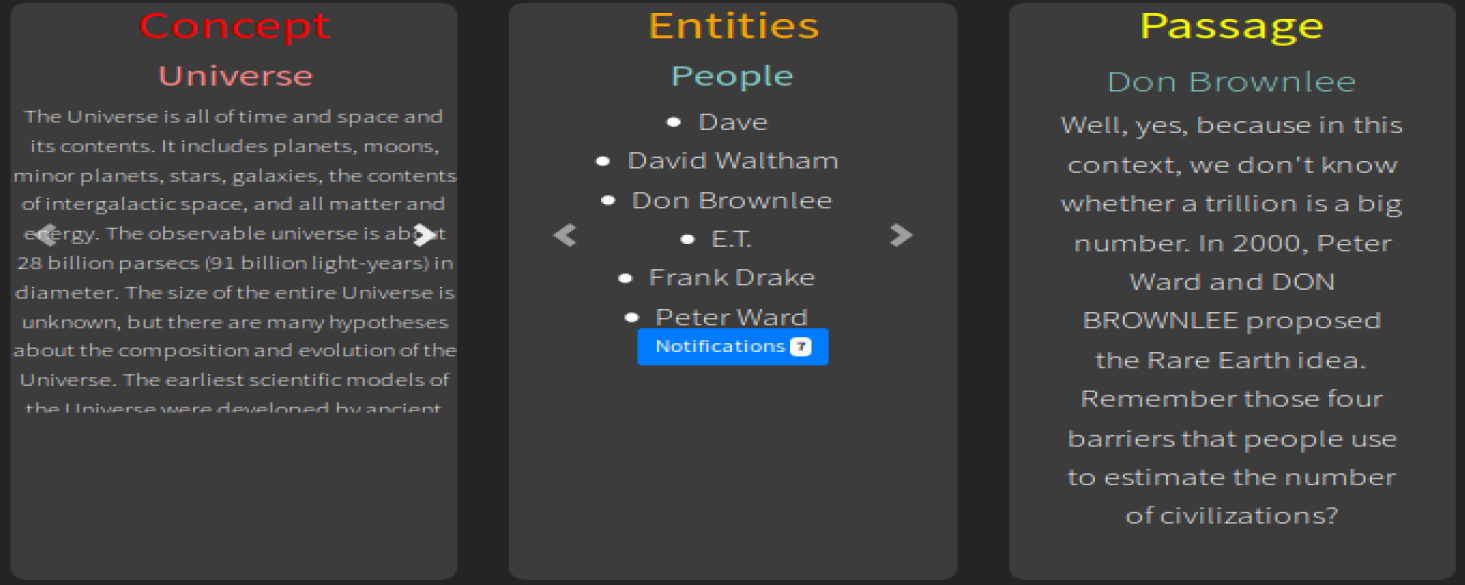 Concept
Universe
The Universe is all of time and space and
its contents. It includes planets, moons,
minor planets, stars, galaxies, the contents
of intergalactic space, and all matter and
energy. The observable universe is about
28 billion parsecs (91 billion light-years) in
diameter. The size of the entire Universe is
unknown, but there are many hypotheses
about the composition and evolution of the
Universe. The earliest scientific models of
the Universe were developed by ancient
Entities
People
• Dave
• David Waltham
• Don Brownlee
• E.T.
• Frank Drake
• Peter Ward
Notifications 7
Passage
Don Brownlee
Well, yes, because in this
context, we don't know
whether a trillion is a big
number. In 2000, Peter
Ward and DON
BROWNLEE proposed
the Rare Earth idea.
Remember those four
barriers that people use
to estimate the number
of civilizations?